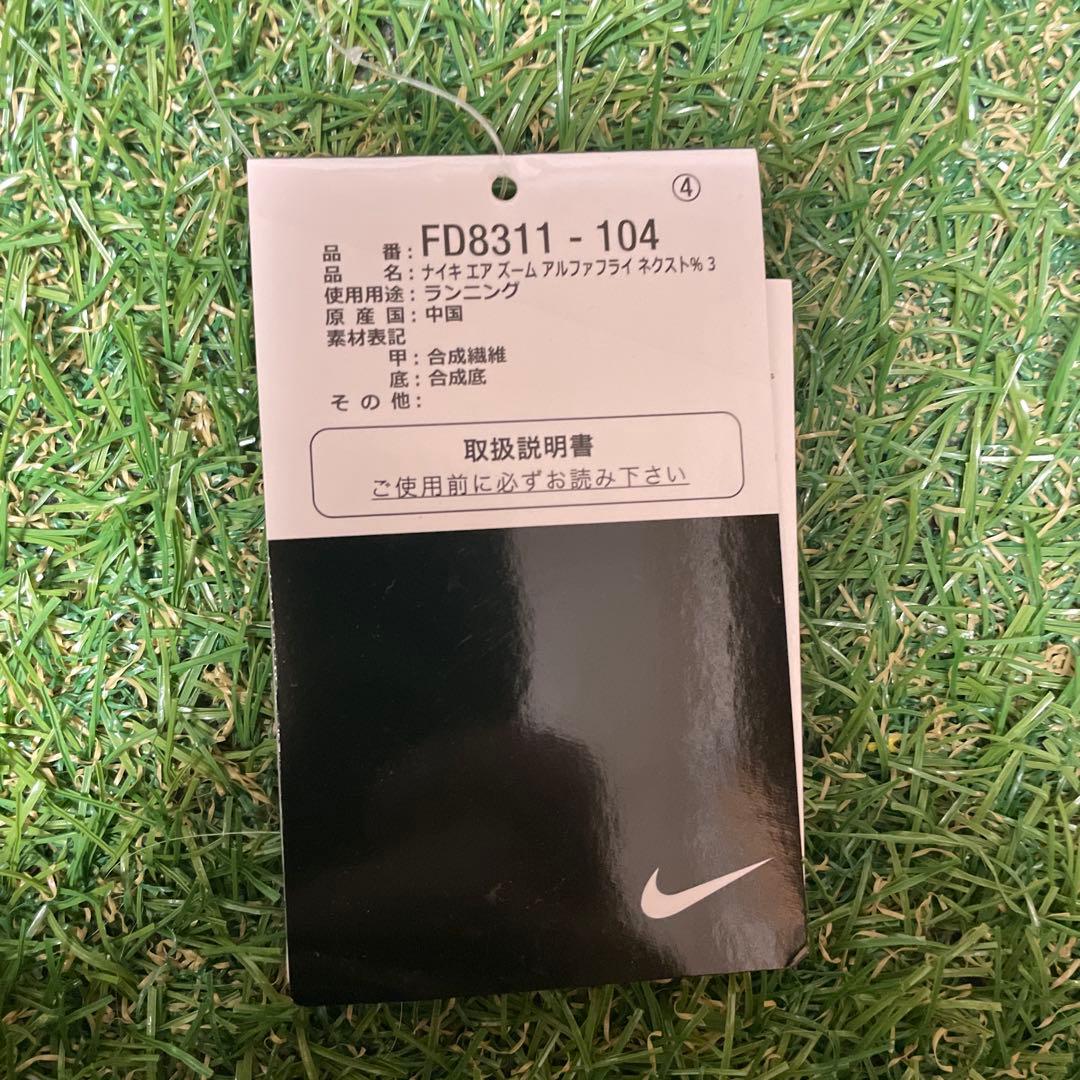 ④
品番:FD8311 - 104
品名:ナイキ エア ズーム アルファフライ ネクスト% 3
使用用途:ランニング
原産国:中国
素材表記
甲:合成繊維
底:合成底
その他:
取扱説明書
ご使用前に必ずお読み下さい